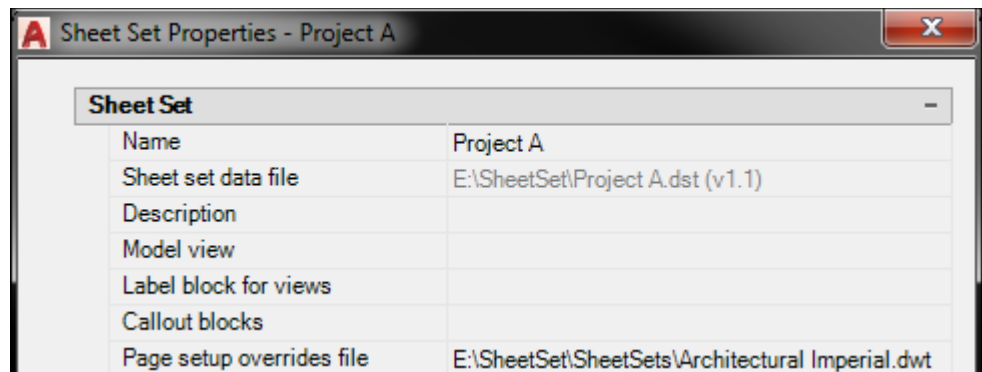 Sheet Set Properties - Project A
Sheet Set
Name Project A
Sheet set data file E:\SheetSet\Project A.dst (v1.1)
Description
Model view
Label block for views
Callout blocks
Page setup overrides file E:\SheetSet\SheetSets\Architectural Imperial.dwt